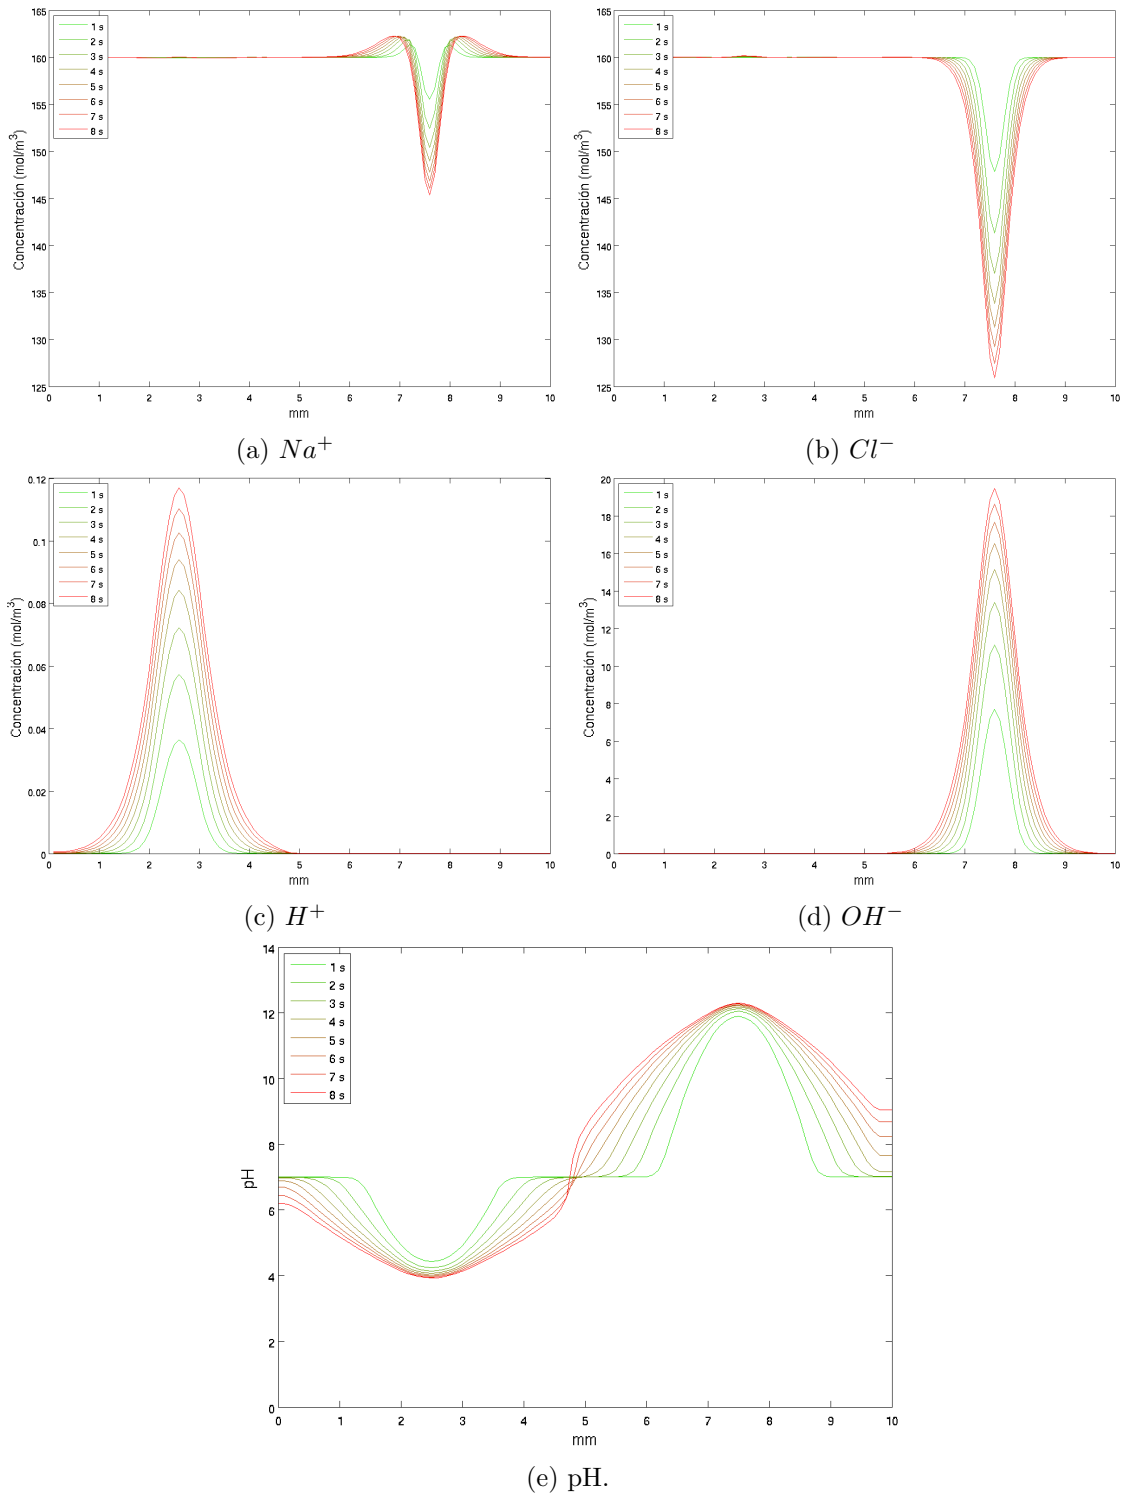 165
160
155
150
145
140
135
130
125
Concentración (mol/m³)
1 s
2 s
3 s
4 s
5 s
6 s
7 s
8 s
0 1 2 3 4 5 6 7 8 9 10
mm
(a) Na⁺
165
160
155
150
145
140
135
130
125
Concentración (mol/m³)
1 s
2 s
3 s
4 s
5 s
6 s
7 s
8 s
0 1 2 3 4 5 6 7 8 9 10
mm
(b) Cl⁻
0.12
0.1
0.08
0.06
0.04
0.02
0
Concentración (mol/m³)
1 s
2 s
3 s
4 s
5 s
6 s
7 s
8 s
0 1 2 3 4 5 6 7 8 9 10
mm
(c) H⁺
20
18
16
14
12
10
8
6
4
2
0
Concentración (mol/m³)
1 s
2 s
3 s
4 s
5 s
6 s
7 s
8 s
0 1 2 3 4 5 6 7 8 9 10
mm
(d) OH⁻
14
12
10
8
6
4
2
0
pH
1 s
2 s
3 s
4 s
5 s
6 s
7 s
8 s
0 1 2 3 4 5 6 7 8 9 10
mm
(e) pH.